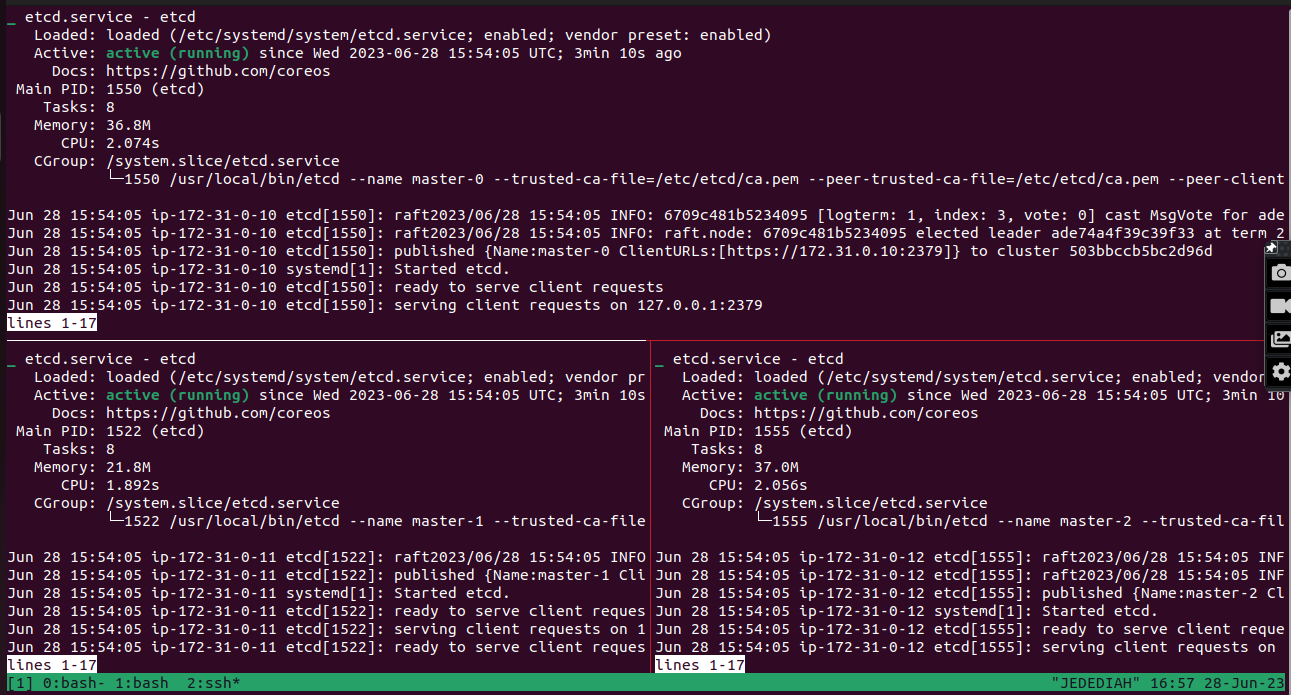 etcd.service - etcd
Loaded: loaded (/etc/systemd/system/etcd.service; enabled; vendor preset: enabled)
Active: active (running) since Wed 2023-06-28 15:54:05 UTC; 3min 10s ago
Docs: https://github.com/coreos
Main PID: 1550 (etcd)
Tasks: 8
Memory: 36.8M
CPU: 2.074s
CGroup: /system.slice/etcd.service
└─1550 /usr/local/bin/etcd --name master-0 --trusted-ca-file=/etc/etcd/ca.pem --peer-trusted-ca-file=/etc/etcd/ca.pem --peer-client
Jun 28 15:54:05 ip-172-31-0-10 etcd[1550]: raft2023/06/28 15:54:05 INFO: 6709c481b5234095 [logterm: 1, index: 3, vote: 0] cast MsgVote for ade
Jun 28 15:54:05 ip-172-31-0-10 etcd[1550]: raft2023/06/28 15:54:05 INFO: raft.node: 6709c481b5234095 elected leader ade74a4f39c39f33 at term 2
Jun 28 15:54:05 ip-172-31-0-10 etcd[1550]: published {Name:master-0 ClientURLs:[https://172.31.0.10:2379]} to cluster 503bbccb5bc2d96d
Jun 28 15:54:05 ip-172-31-0-10 systemd[1]: Started etcd.
Jun 28 15:54:05 ip-172-31-0-10 etcd[1550]: ready to serve client requests
Jun 28 15:54:05 ip-172-31-0-10 etcd[1550]: serving client requests on 127.0.0.1:2379
lines 1-17
etcd.service - etcd
Loaded: loaded (/etc/systemd/system/etcd.service; enabled; vendor pr
Active: active (running) since Wed 2023-06-28 15:54:05 UTC; 3min 10s
Docs: https://github.com/coreos
Main PID: 1522 (etcd)
Tasks: 8
Memory: 21.8M
CPU: 1.892s
CGroup: /system.slice/etcd.service
└─1522 /usr/local/bin/etcd --name master-1 --trusted-ca-file
Jun 28 15:54:05 ip-172-31-0-11 etcd[1522]: raft2023/06/28 15:54:05 INFO
Jun 28 15:54:05 ip-172-31-0-11 etcd[1522]: published {Name:master-1 Cli
Jun 28 15:54:05 ip-172-31-0-11 systemd[1]: Started etcd.
Jun 28 15:54:05 ip-172-31-0-11 etcd[1522]: ready to serve client reques
Jun 28 15:54:05 ip-172-31-0-11 etcd[1522]: serving client requests on 1
Jun 28 15:54:05 ip-172-31-0-11 etcd[1522]: ready to serve client reques
lines 1-17
etcd.service - etcd
Loaded: loaded (/etc/systemd/system/etcd.service; enabled; vendor
Active: active (running) since Wed 2023-06-28 15:54:05 UTC; 3min 10
Docs: https://github.com/coreos
Main PID: 1555 (etcd)
Tasks: 8
Memory: 37.0M
CPU: 2.056s
CGroup: /system.slice/etcd.service
└─1555 /usr/local/bin/etcd --name master-2 --trusted-ca-fil
Jun 28 15:54:05 ip-172-31-0-12 etcd[1555]: raft2023/06/28 15:54:05 INF
Jun 28 15:54:05 ip-172-31-0-12 etcd[1555]: raft2023/06/28 15:54:05 INF
Jun 28 15:54:05 ip-172-31-0-12 etcd[1555]: published {Name:master-2 Cl
Jun 28 15:54:05 ip-172-31-0-12 systemd[1]: Started etcd.
Jun 28 15:54:05 ip-172-31-0-12 etcd[1555]: ready to serve client reque
Jun 28 15:54:05 ip-172-31-0-12 etcd[1555]: serving client requests on
lines 1-17
[1] 0:bash- 1:bash  2:ssh* "JEDEDIAH" 16:57 28-Jun-23